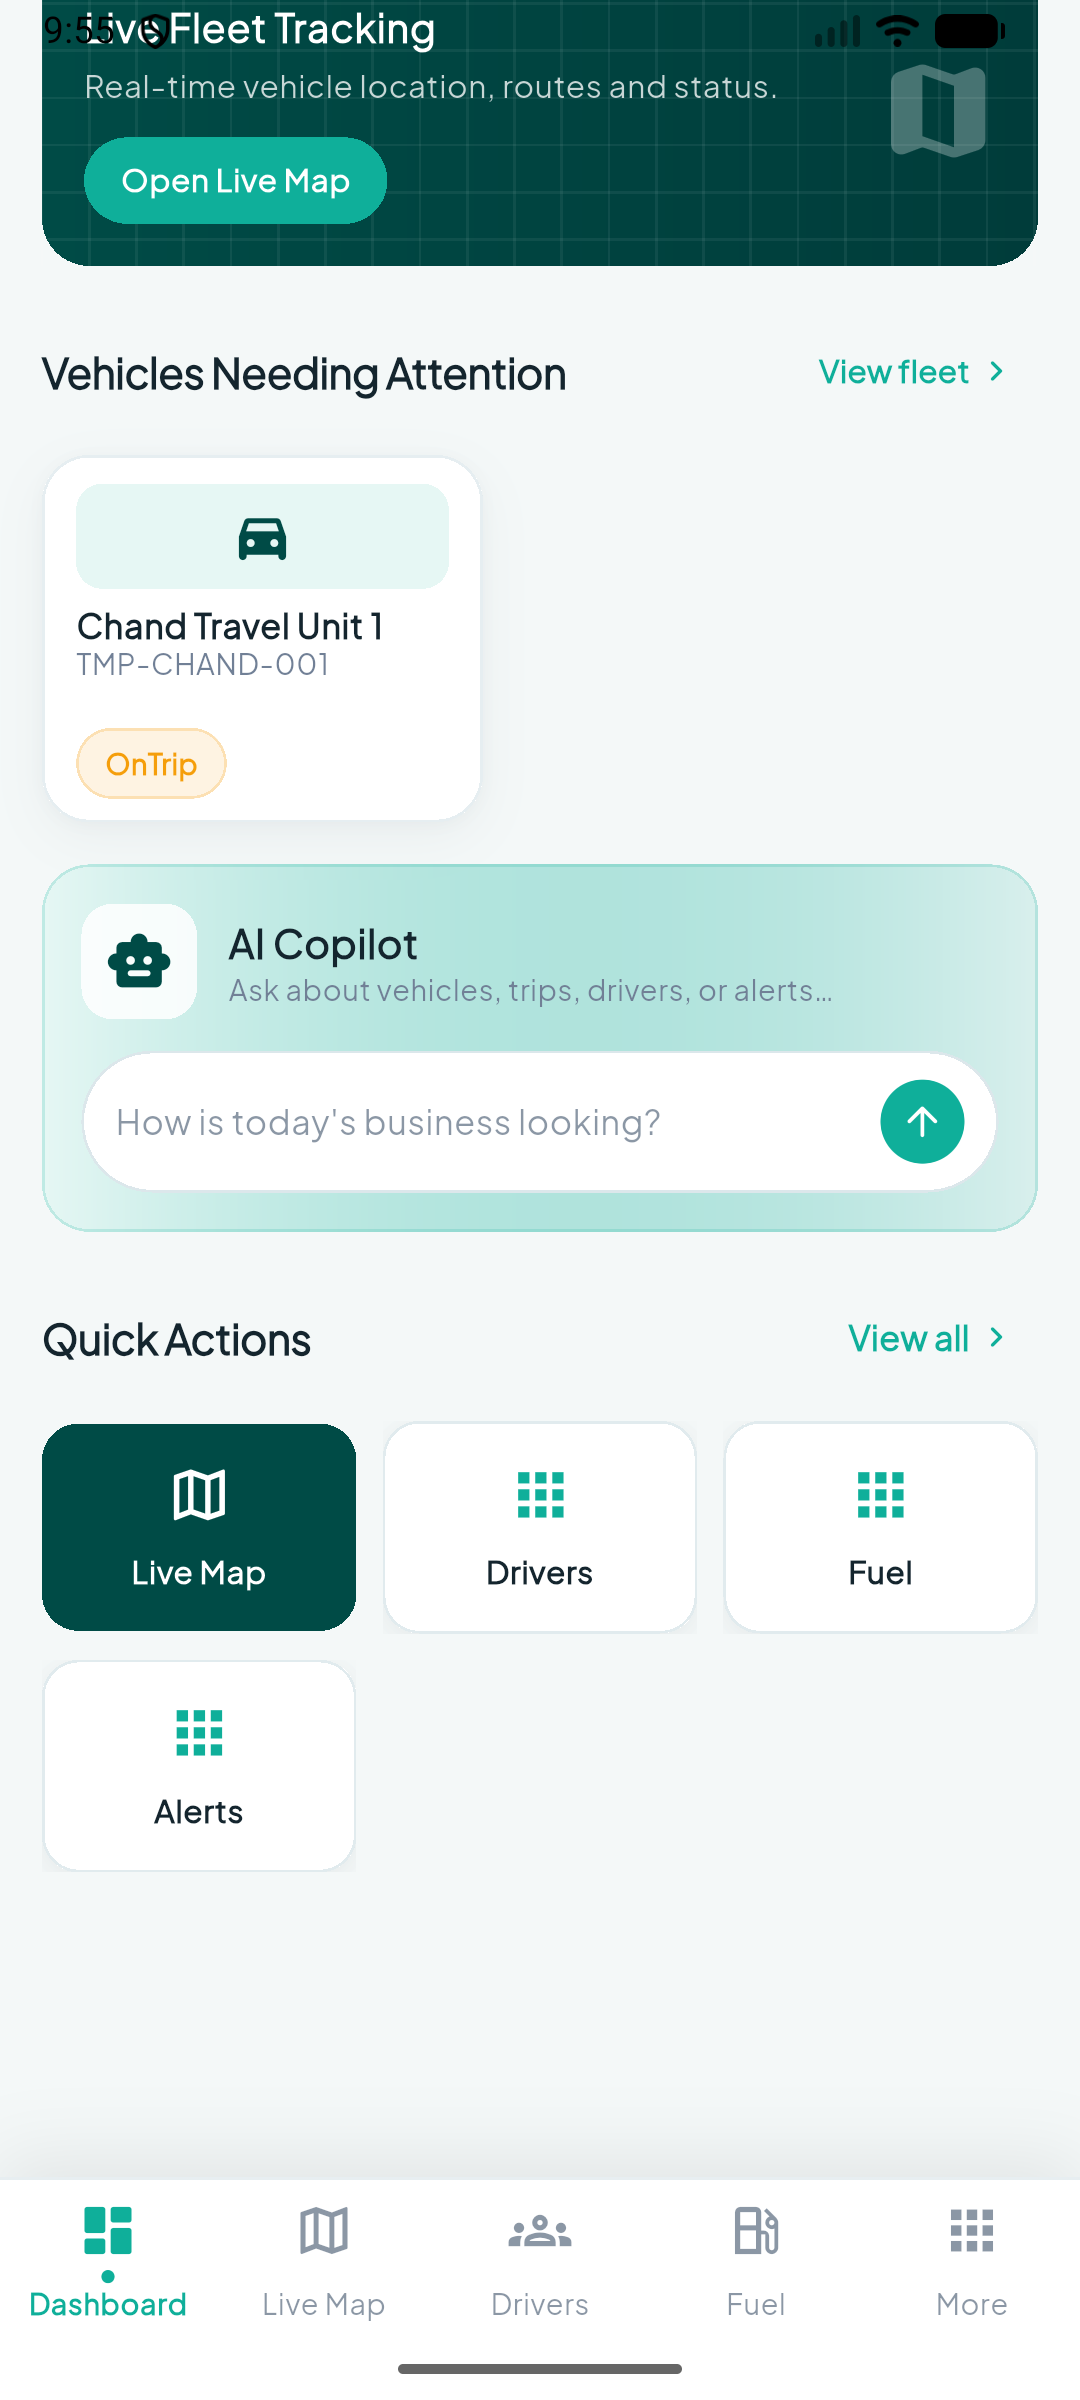 9:55
Live Fleet Tracking
Real-time vehicle location, routes and status.
Open Live Map
Vehicles Needing Attention
View fleet
Chand Travel Unit 1
TMP-CHAND-001
OnTrip
AI Copilot
Ask about vehicles, trips, drivers, or alerts...
How is today's business looking?
Quick Actions
View all
Live Map
Drivers
Fuel
Alerts
Dashboard
Live Map
Drivers
Fuel
More